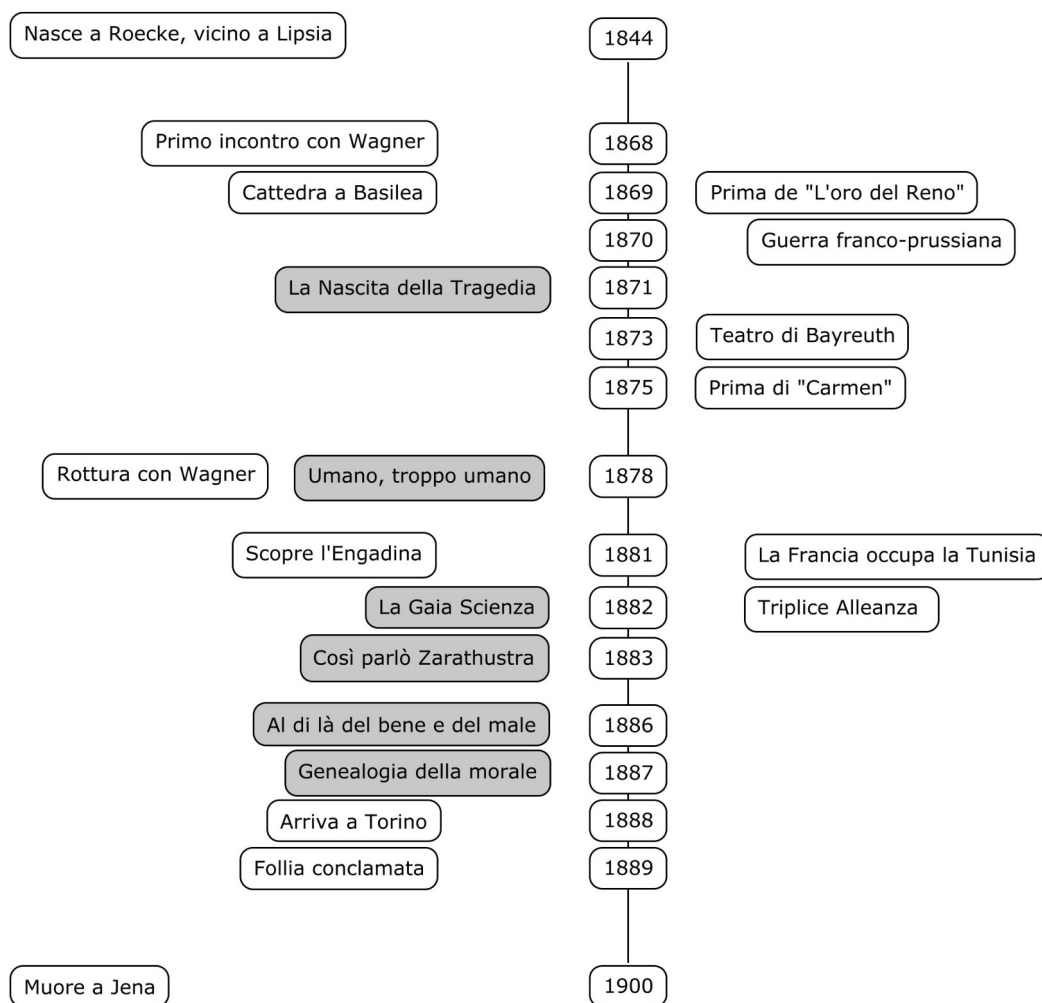 Nasce a Roecke, vicino a Lipsia 1844
Primo incontro con Wagner 1868
Cattedra a Basilea 1869 Prima de "L'oro del Reno"
1870 Guerra franco-prussiana
La Nascita della Tragedia 1871
1873 Teatro di Bayreuth
1875 Prima di "Carmen"
Rottura con Wagner Umano, troppo umano 1878
Scopre l'Engadina 1881 La Francia occupa la Tunisia
La Gaia Scienza 1882 Triplice Alleanza
Così parlò Zarathustra 1883
Al di là del bene e del male 1886
Genealogia della morale 1887
Arriva a Torino 1888
Follia conclamata 1889
Muore a Jena 1900